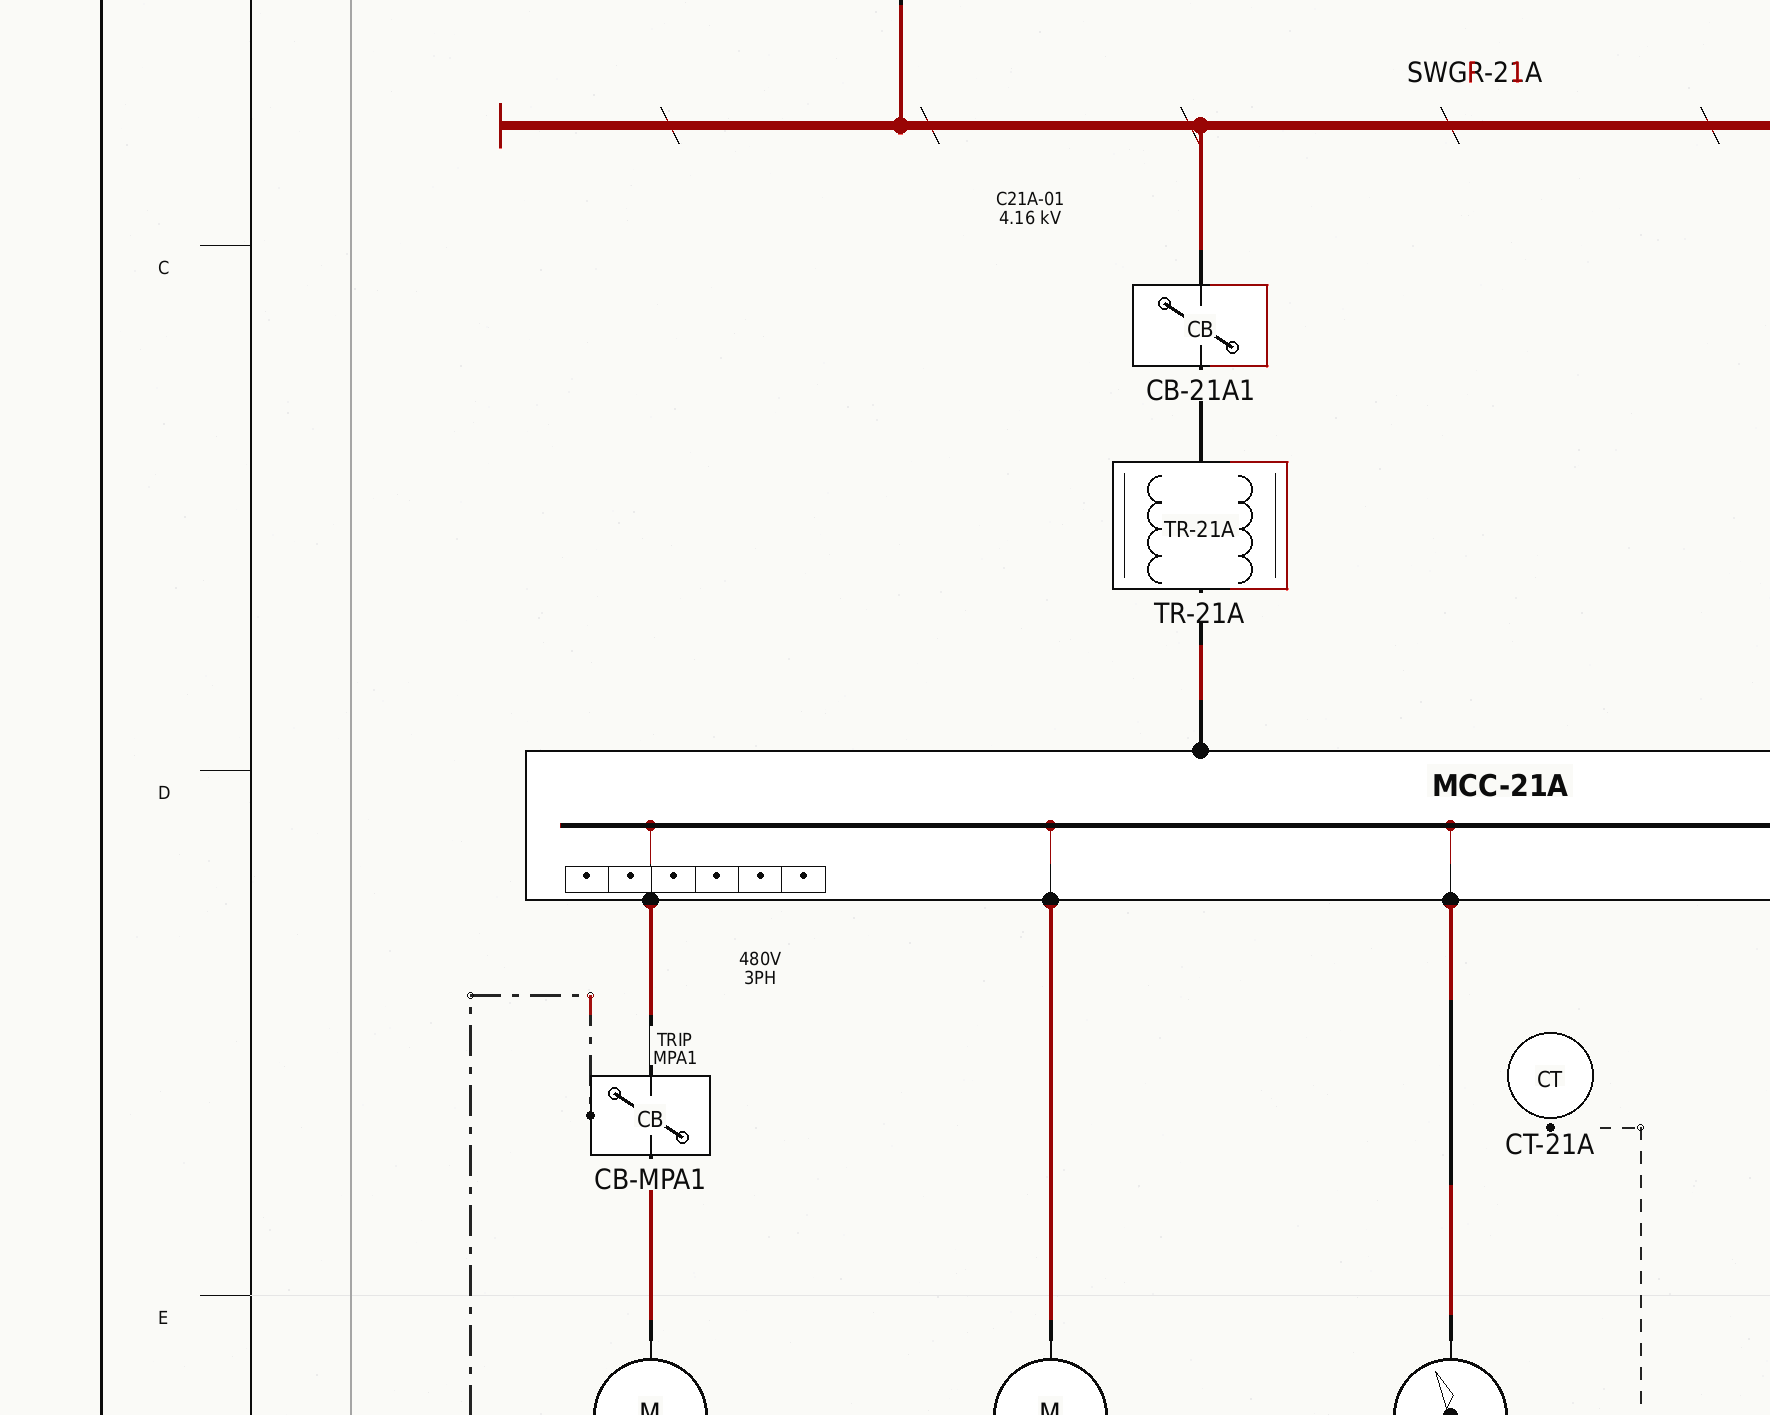 SWGR-21A
C21A-01
4.16 kV
C
CB
CB-21A1
TR-21A
TR-21A
MCC-21A
D
480V
3PH
TRIP
MPA1
CB
CB-MPA1
CT
CT-21A
E
M
M